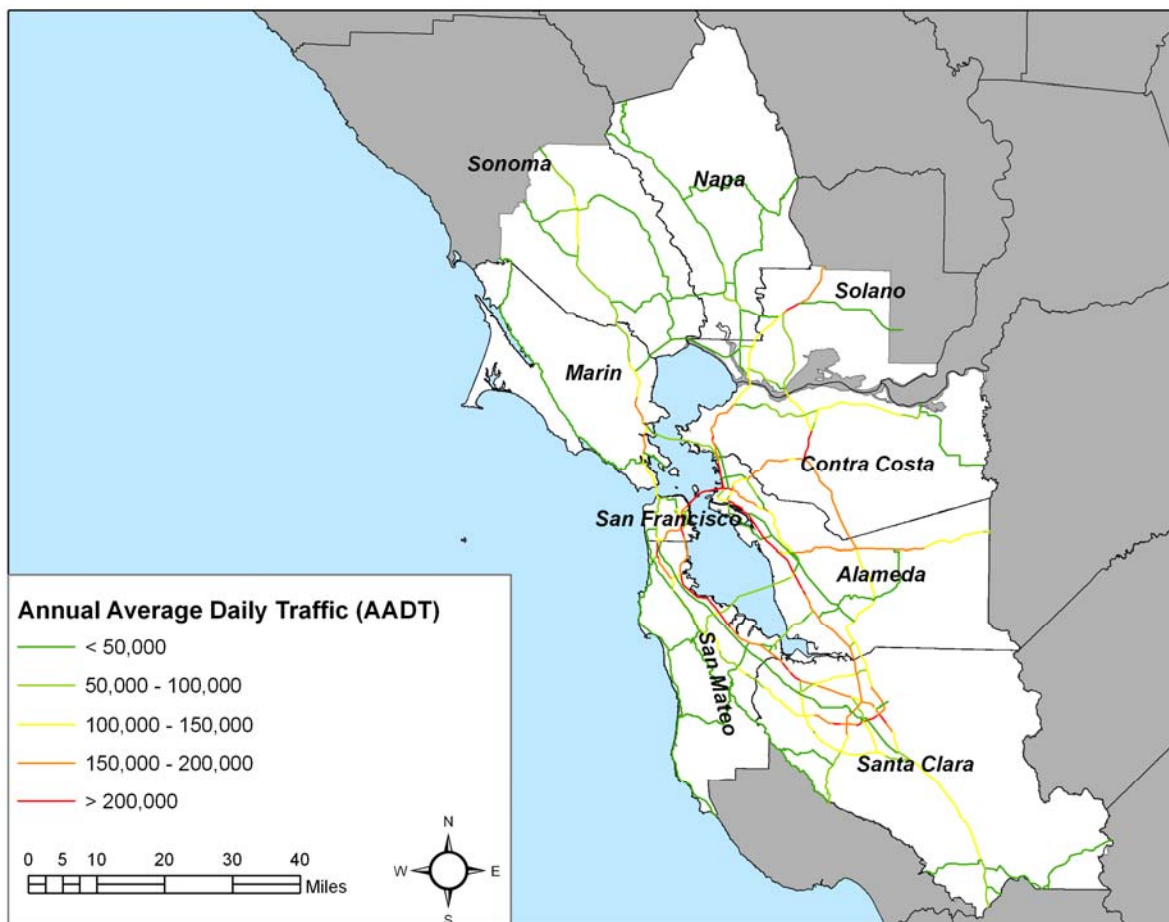 Sonoma
Napa
Solano
Marin
Contra Costa
San Francisco
Alameda
San Mateo
Santa Clara
Annual Average Daily Traffic (AADT)
< 50,000
50,000 - 100,000
100,000 - 150,000
150,000 - 200,000
> 200,000
0 5 10 20 30 40
Miles
N
W E
S